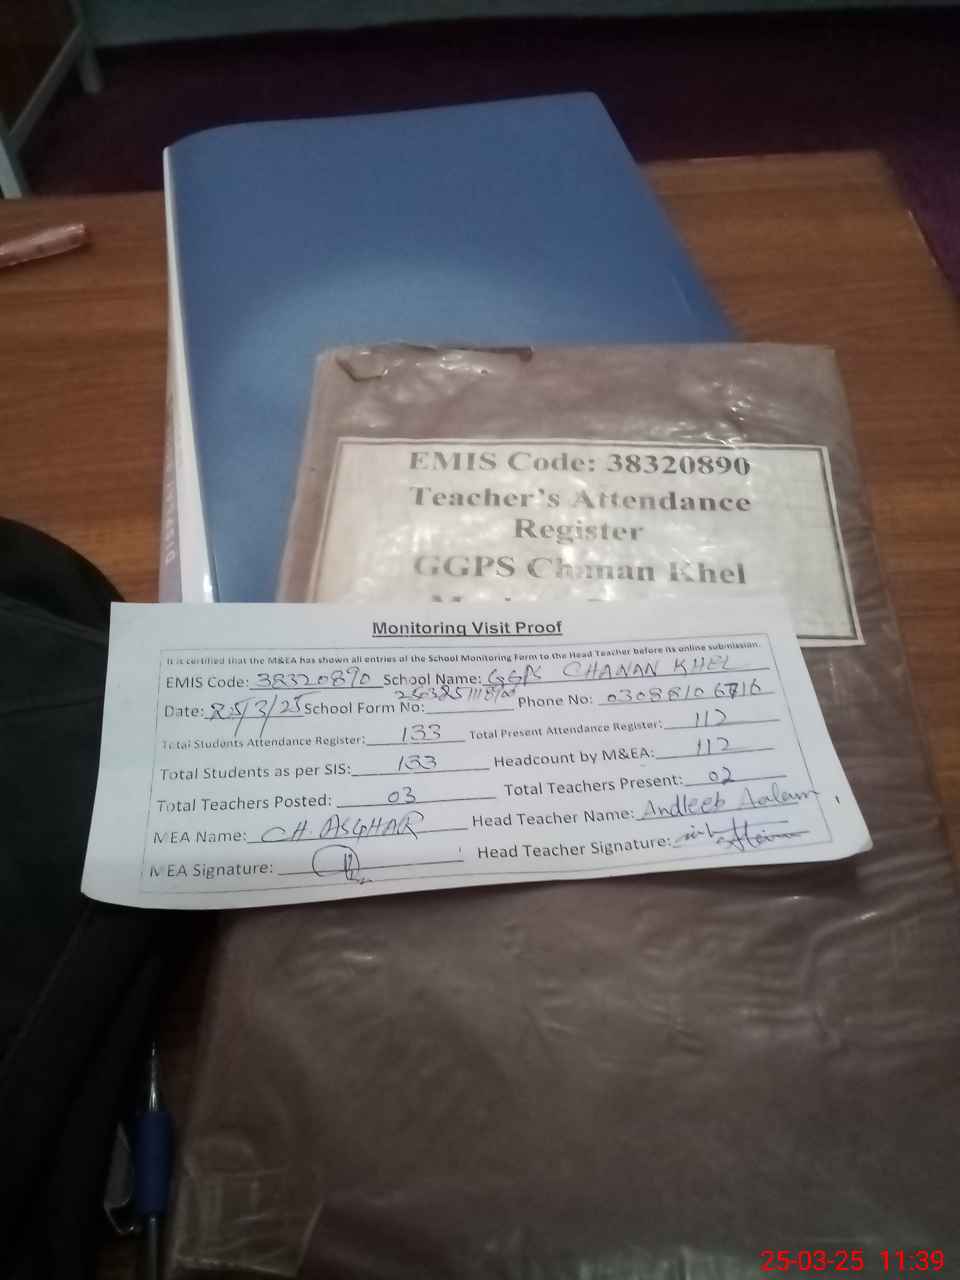 EMIS Code: 38320890
Teacher's Attendance
Register
GGPS Chanan Khel
Monitoring Visit Proof
It is certified that the M&EA has shown all entries of the School Monitoring Form to the Head Teacher before its online submission.
EMIS Code: 38320890 School Name: GGPS CHANAN KHEL
Date: 25/3/25 School Form No: Phone No: 03088106716
Total Students Attendance Register: 133 Total Present Attendance Register: 112
Total Students as per SIS: 133 Headcount by M&EA: 112
Total Teachers Posted: 03 Total Teachers Present: 02
MEA Name: CH. ASGHAR Head Teacher Name: Andleeb Aalam
MEA Signature: Head Teacher Signature:
25-03-25 11:39